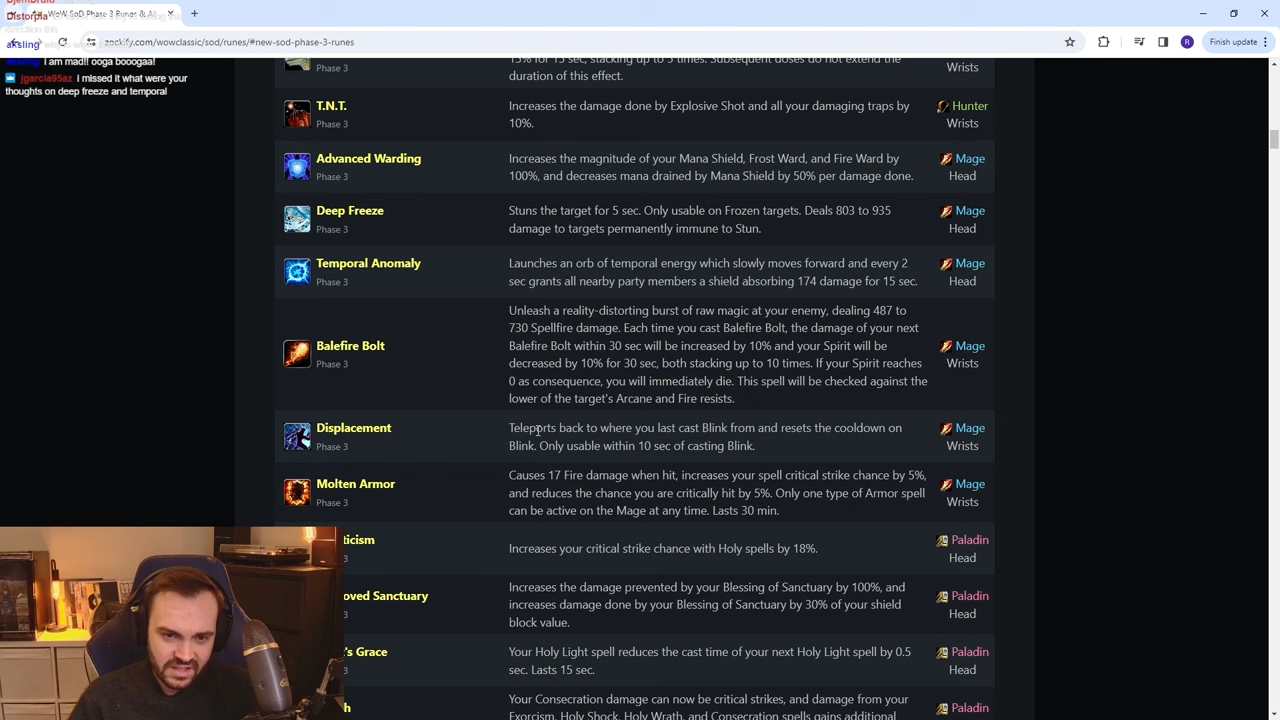 Distorpia
WoW SoD Phase 3 Runes & Al
aksling
zockify.com/wowclassic/sod/runes/#new-sod-phase-3-runes
Finish update
i am mad!! ooga booogaa!
jgarcia95az I missed it what were your
thoughts on deep freeze and temporal
Phase 3
15% for 15 sec, stacking up to 5 times. Subsequent doses do not extend the
duration of this effect.
Wrists
T.N.T.
Phase 3
Increases the damage done by Explosive Shot and all your damaging traps by
10%.
Hunter
Wrists
Advanced Warding
Phase 3
Increases the magnitude of your Mana Shield, Frost Ward, and Fire Ward by
100%, and decreases mana drained by Mana Shield by 50% per damage done.
Mage
Head
Deep Freeze
Phase 3
Stuns the target for 5 sec. Only usable on Frozen targets. Deals 803 to 935
damage to targets permanently immune to Stun.
Mage
Head
Temporal Anomaly
Phase 3
Launches an orb of temporal energy which slowly moves forward and every 2
sec grants all nearby party members a shield absorbing 174 damage for 15 sec.
Mage
Head
Balefire Bolt
Phase 3
Unleash a reality-distorting burst of raw magic at your enemy, dealing 487 to
730 Spellfire damage. Each time you cast Balefire Bolt, the damage of your next
Balefire Bolt within 30 sec will be increased by 10% and your Spirit will be
decreased by 10% for 30 sec, both stacking up to 10 times. If your Spirit reaches
0 as consequence, you will immediately die. This spell will be checked against the
lower of the target's Arcane and Fire resists.
Mage
Wrists
Displacement
Phase 3
Teleports back to where you last cast Blink from and resets the cooldown on
Blink. Only usable within 10 sec of casting Blink.
Mage
Wrists
Molten Armor
Phase 3
Causes 17 Fire damage when hit, increases your spell critical strike chance by 5%,
and reduces the chance you are critically hit by 5%. Only one type of Armor spell
can be active on the Mage at any time. Lasts 30 min.
Mage
Wrists
ticism
3
Increases your critical strike chance with Holy spells by 18%.
Paladin
Head
oved Sanctuary
3
Increases the damage prevented by your Blessing of Sanctuary by 100%, and
increases damage done by your Blessing of Sanctuary by 30% of your shield
block value.
Paladin
Head
's Grace
3
Your Holy Light spell reduces the cast time of your next Holy Light spell by 0.5
sec. Lasts 15 sec.
Paladin
Head
Your Consecration damage can now be critical strikes, and damage from your
Exorcism, Holy Shock, Holy Wrath, and Consecration spells gains additional
Paladin